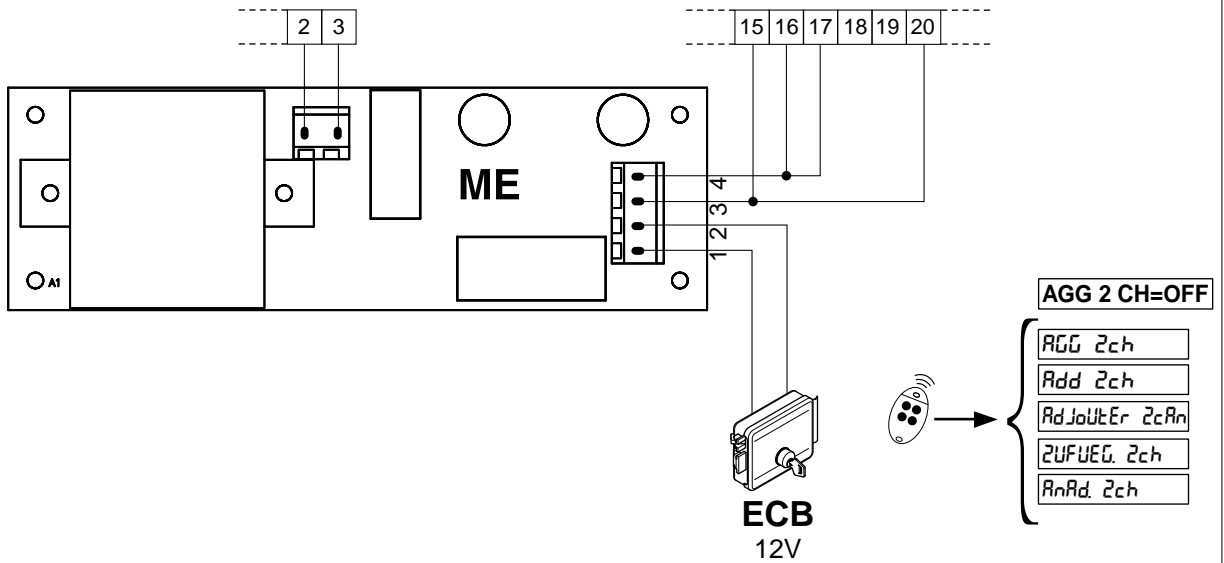 2 3
15 16 17 18 19 20
ME
4
3
2
1
A1
AGG 2 CH=OFF
AGG 2ch
Add 2ch
AdJoUtEr 2cAn
2UFUEG. 2ch
AnAd. 2ch
ECB
12V